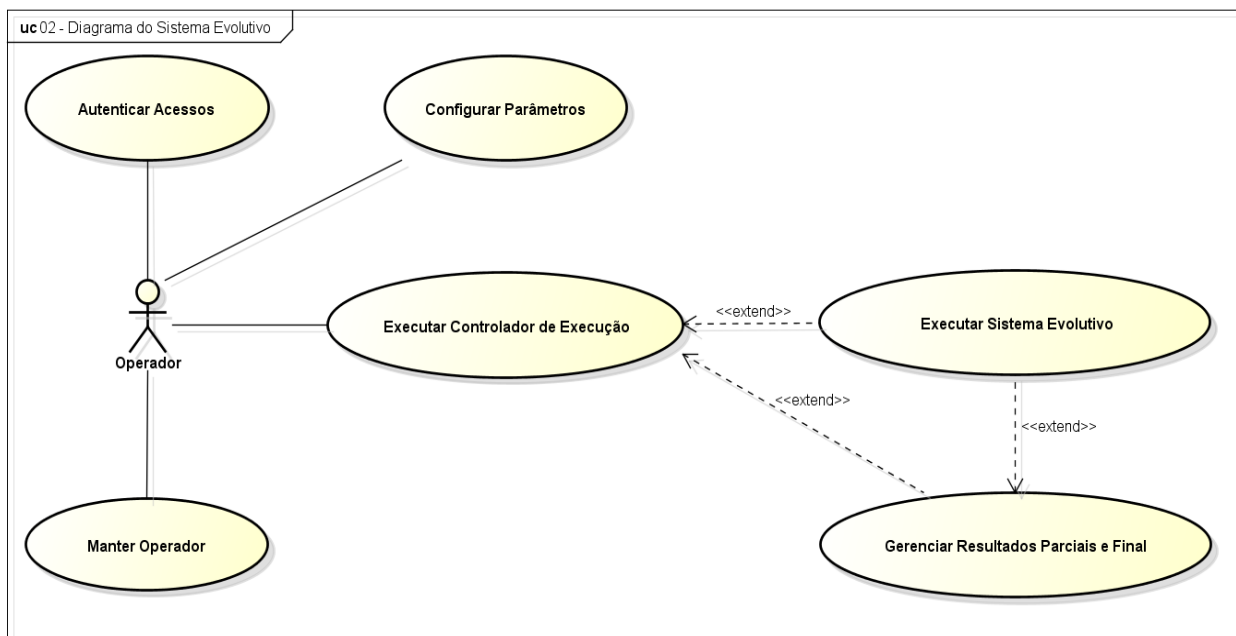 uc 02 - Diagrama do Sistema Evolutivo
Autenticar Acessos
Configurar Parâmetros
Operador
Executar Controlador de Execução
<<extend>>
Executar Sistema Evolutivo
<<extend>>
<<extend>>
Manter Operador
Gerenciar Resultados Parciais e Final